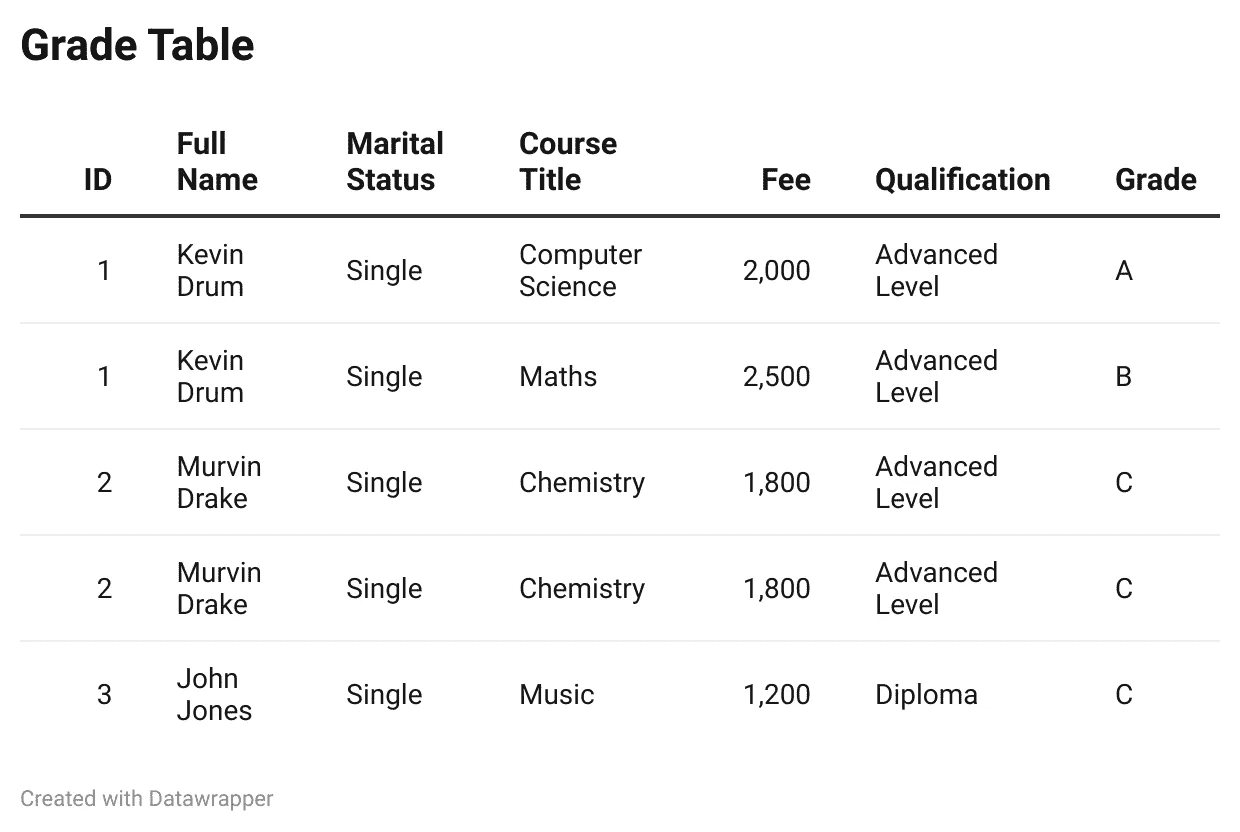 Grade Table
ID Full Name Marital Status Course Title Fee Qualification Grade
1 Kevin Drum Single Computer Science 2,000 Advanced Level A
1 Kevin Drum Single Maths 2,500 Advanced Level B
2 Murvin Drake Single Chemistry 1,800 Advanced Level C
2 Murvin Drake Single Chemistry 1,800 Advanced Level C
3 John Jones Single Music 1,200 Diploma C
Created with Datawrapper